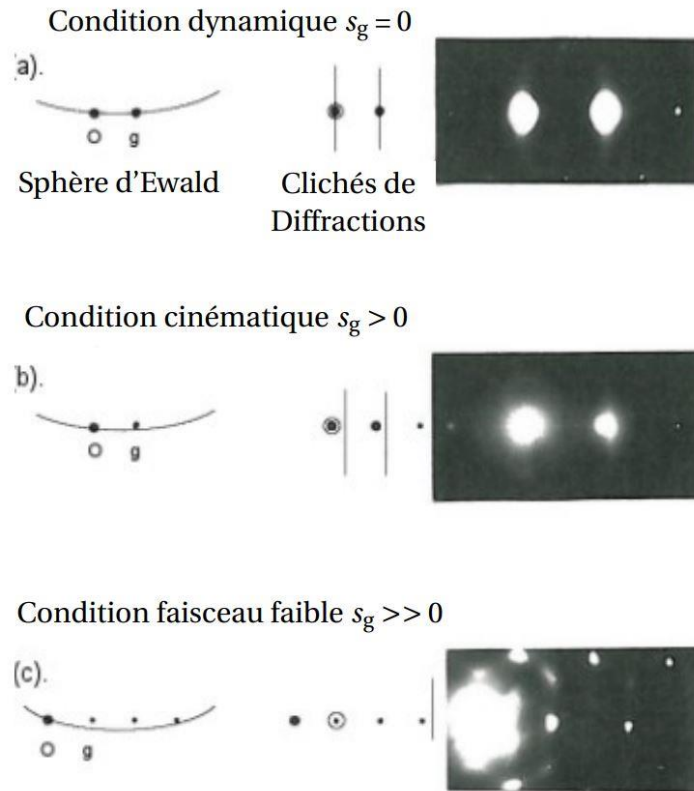 Condition dynamique s_g = 0
(a).
O g
Sphère d'Ewald
Clichés de
Diffractions
Condition cinématique s_g > 0
(b).
O g
Condition faisceau faible s_g >> 0
(c).
O g